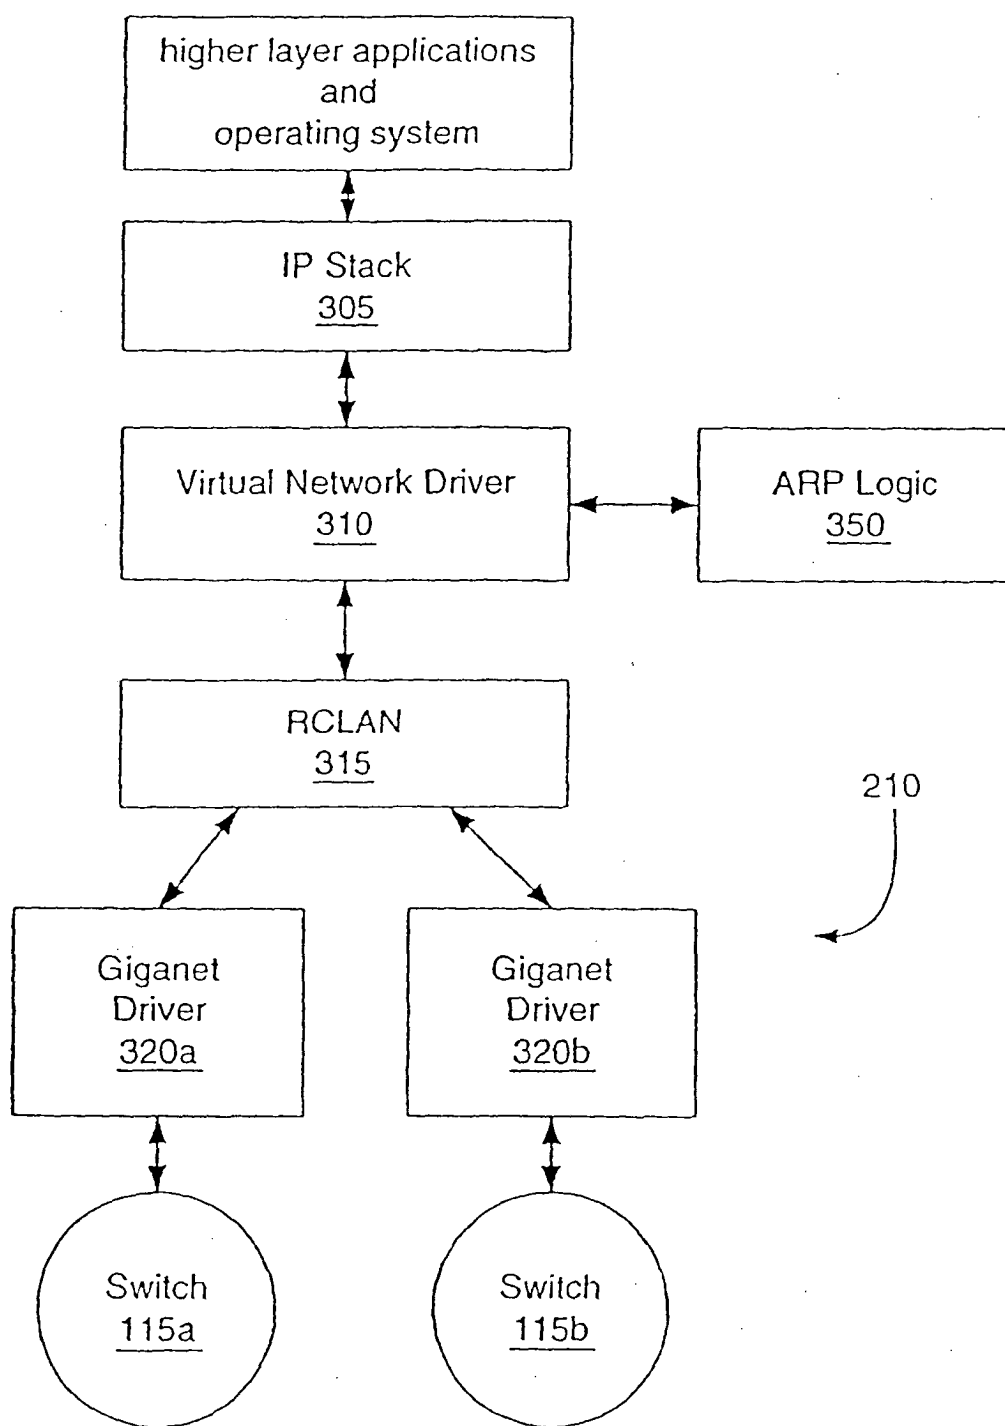 higher layer applications
and
operating system
IP Stack
305
Virtual Network Driver
310
ARP Logic
350
RCLAN
315
210
Giganet
Driver
320a
Giganet
Driver
320b
Switch
115a
Switch
115b